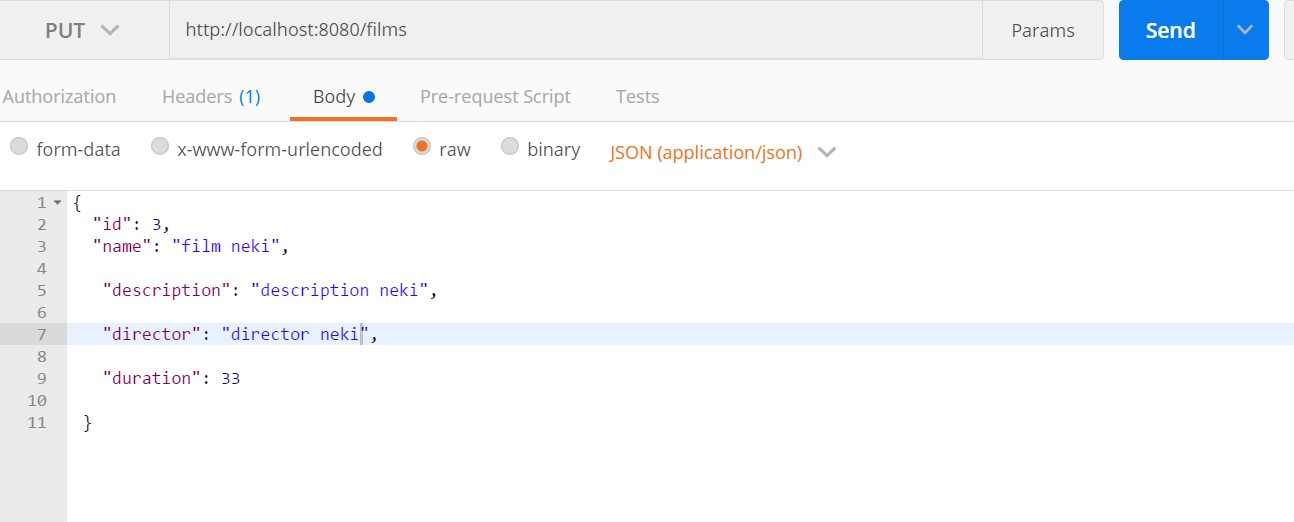 PUT http://localhost:8080/films Params Send
Authorization Headers (1) Body Pre-request Script Tests
form-data x-www-form-urlencoded raw binary JSON (application/json)
1 {
2 "id": 3,
3 "name": "film neki",
4
5 "description": "description neki",
6
7 "director": "director neki",
8
9 "duration": 33
10
11 }